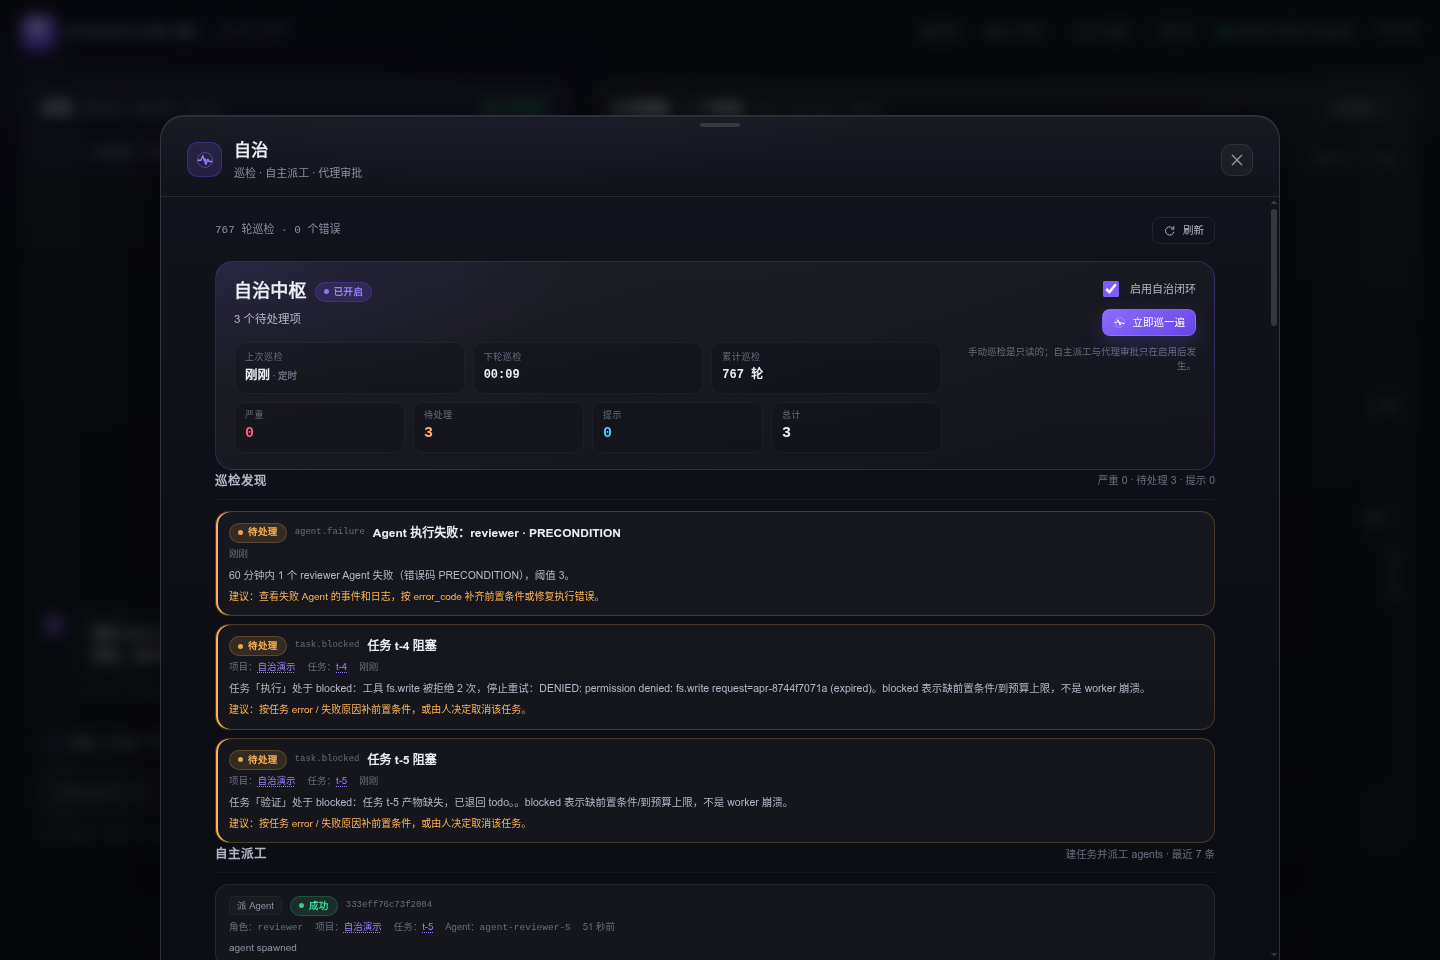 自治
巡检 · 自主派工 · 代理审批
767 轮巡检 · 0 个错误
刷新
自治中枢
已开启
启用自治闭环
3 个待处理项
立即巡一遍
手动巡检是只读的；自主派工与代理审批只在启用后发
生。
上次巡检
刚刚 · 定时
下轮巡检
00:09
累计巡检
767 轮
严重
0
待处理
3
提示
0
总计
3
巡检发现
严重 0 · 待处理 3 · 提示 0
待处理 agent.failure Agent 执行失败：reviewer · PRECONDITION
刚刚
60 分钟内 1 个 reviewer Agent 失败（错误码 PRECONDITION），阈值 3。
建议：查看失败 Agent 的事件和日志，按 error_code 补齐前置条件或修复执行错误。
待处理 task.blocked 任务 t-4 阻塞
项目：自治演示 任务：t-4 刚刚
任务「执行」处于 blocked：工具 fs.write 被拒绝 2 次，停止重试：DENIED: permission denied: fs.write request=apr-8744f7071a (expired)。blocked 表示缺前置条件/到预算上限，不是 worker 崩溃。
建议：按任务 error / 失败原因补前置条件，或由人决定取消该任务。
待处理 task.blocked 任务 t-5 阻塞
项目：自治演示 任务：t-5 刚刚
任务「验证」处于 blocked：任务 t-5 产物缺失，已退回 todo。。blocked 表示缺前置条件/到预算上限，不是 worker 崩溃。
建议：按任务 error / 失败原因补前置条件，或由人决定取消该任务。
自主派工
建任务并派工 agents · 最近 7 条
派 Agent 成功 333eff76c73f2004
角色：reviewer 项目：自治演示 任务：t-5 Agent：agent-reviewer-5 51 秒前
agent spawned